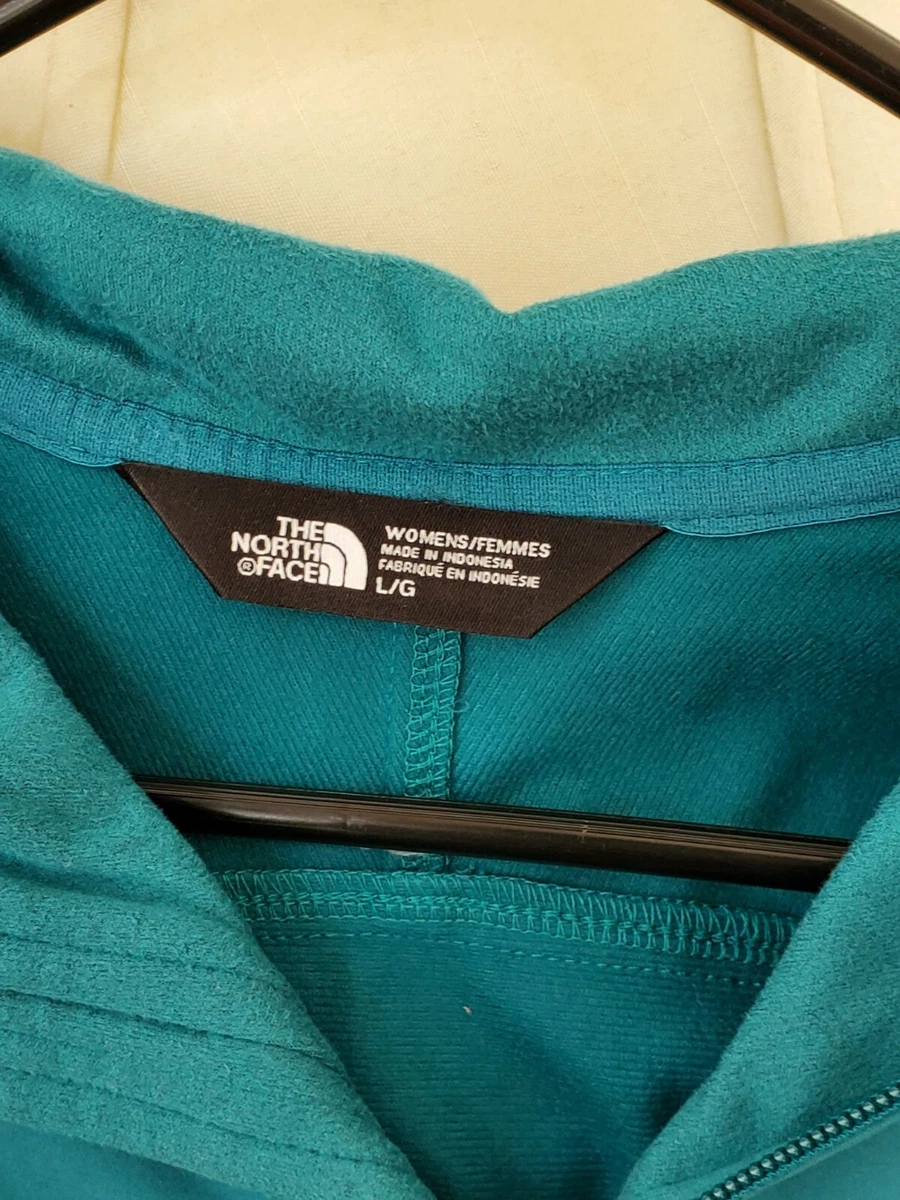 THE
NORTH
®FACE
WOMENS/FEMMES
MADE IN INDONESIA
FABRIQUÉ EN INDONÉSIE
L/G